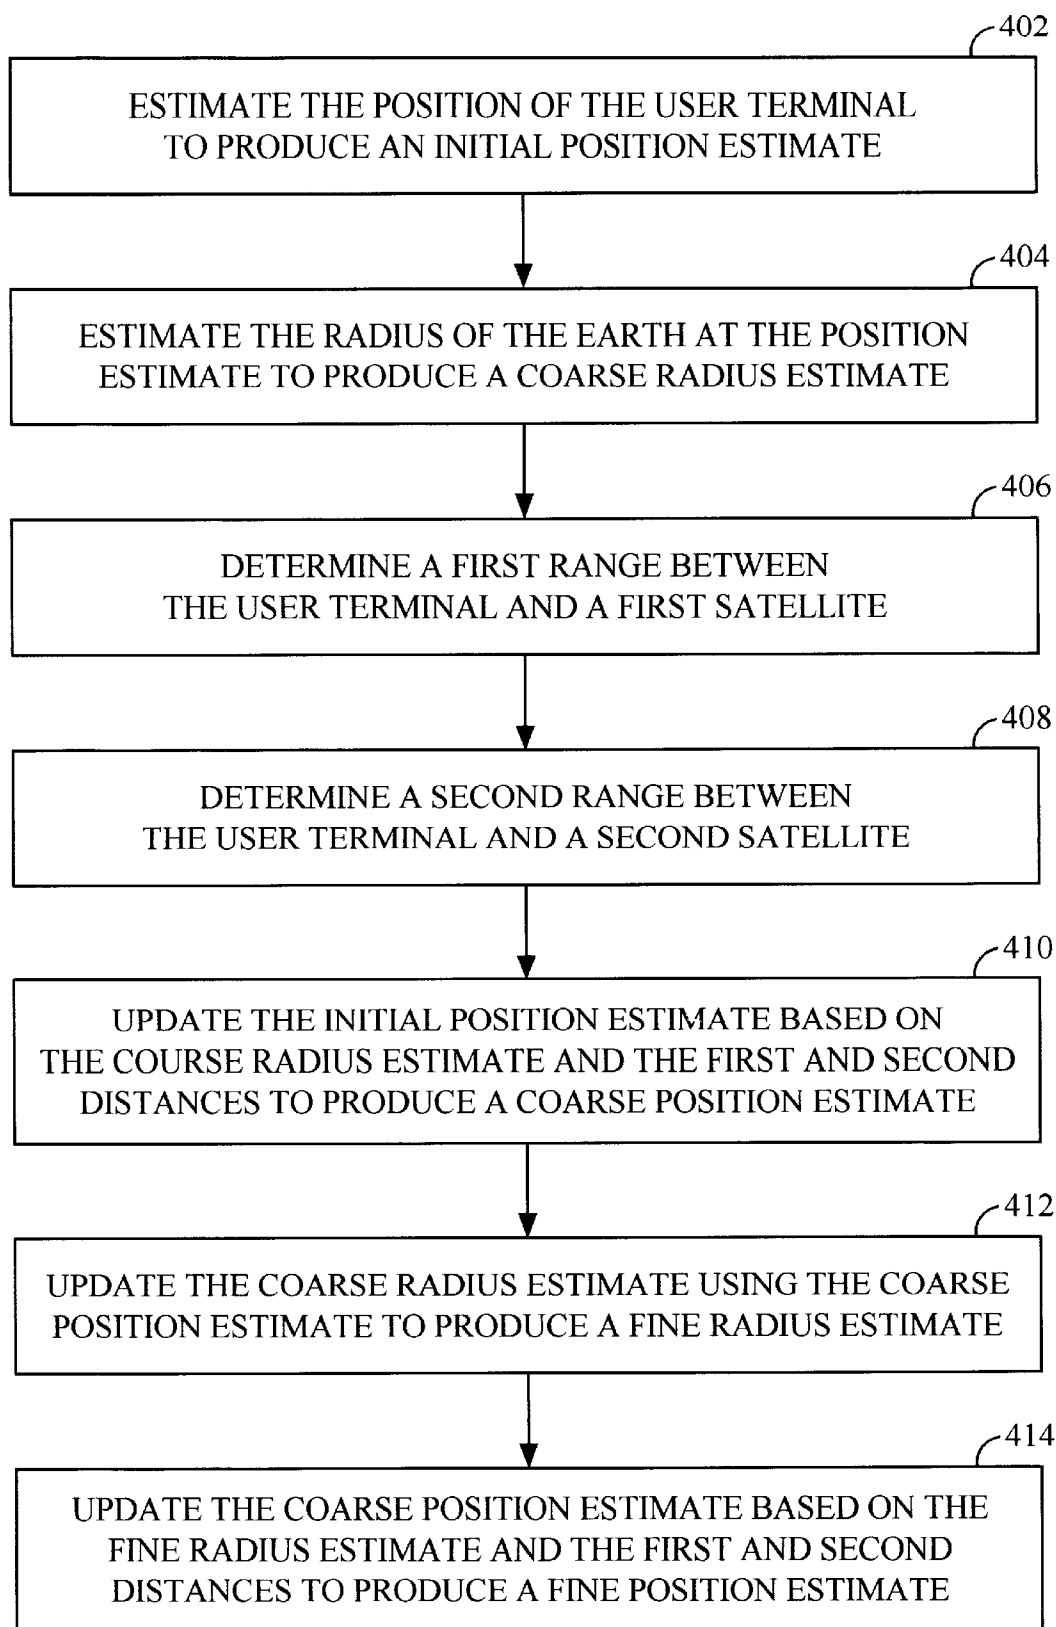 402
ESTIMATE THE POSITION OF THE USER TERMINAL
TO PRODUCE AN INITIAL POSITION ESTIMATE
404
ESTIMATE THE RADIUS OF THE EARTH AT THE POSITION
ESTIMATE TO PRODUCE A COARSE RADIUS ESTIMATE
406
DETERMINE A FIRST RANGE BETWEEN
THE USER TERMINAL AND A FIRST SATELLITE
408
DETERMINE A SECOND RANGE BETWEEN
THE USER TERMINAL AND A SECOND SATELLITE
410
UPDATE THE INITIAL POSITION ESTIMATE BASED ON
THE COURSE RADIUS ESTIMATE AND THE FIRST AND SECOND
DISTANCES TO PRODUCE A COARSE POSITION ESTIMATE
412
UPDATE THE COARSE RADIUS ESTIMATE USING THE COARSE
POSITION ESTIMATE TO PRODUCE A FINE RADIUS ESTIMATE
414
UPDATE THE COARSE POSITION ESTIMATE BASED ON THE
FINE RADIUS ESTIMATE AND THE FIRST AND SECOND
DISTANCES TO PRODUCE A FINE POSITION ESTIMATE